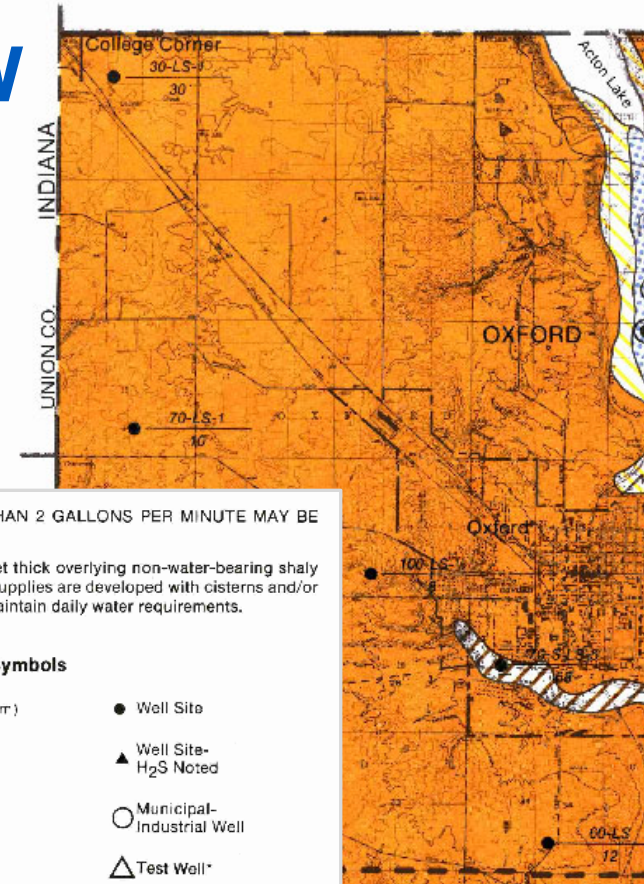 W
College Corner
30-LS-1
30
Acton Lake
INDIANA
UNION CO.
OXFORD
70-LS-1
10
O X F O R D
Oxford
100-LS
60-LS
12
HAN 2 GALLONS PER MINUTE MAY BE
et thick overlying non-water-bearing shaly
upplies are developed with cisterns and/or
aintain daily water requirements.
ymbols
Well Site
Well Site-
H₂S Noted
Municipal-
Industrial Well
Test Well*